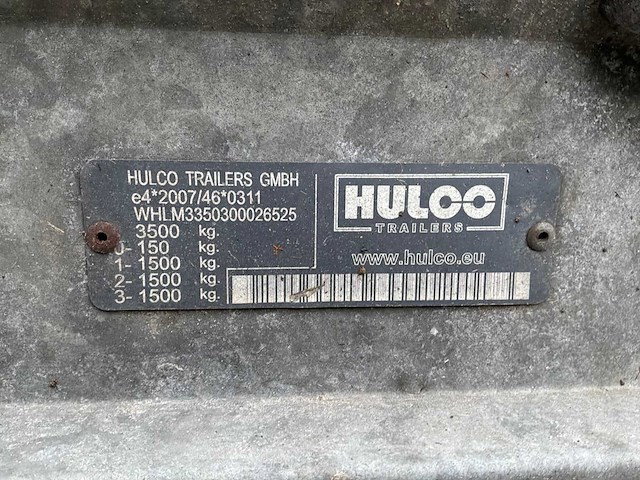 HULCO TRAILERS GMBH
e4*2007/46*0311
WHLM3350300026525
3500 kg.
0- 150 kg.
1- 1500 kg.
2- 1500 kg.
3- 1500 kg.
HULCO
TRAILERS
www.hulco.eu